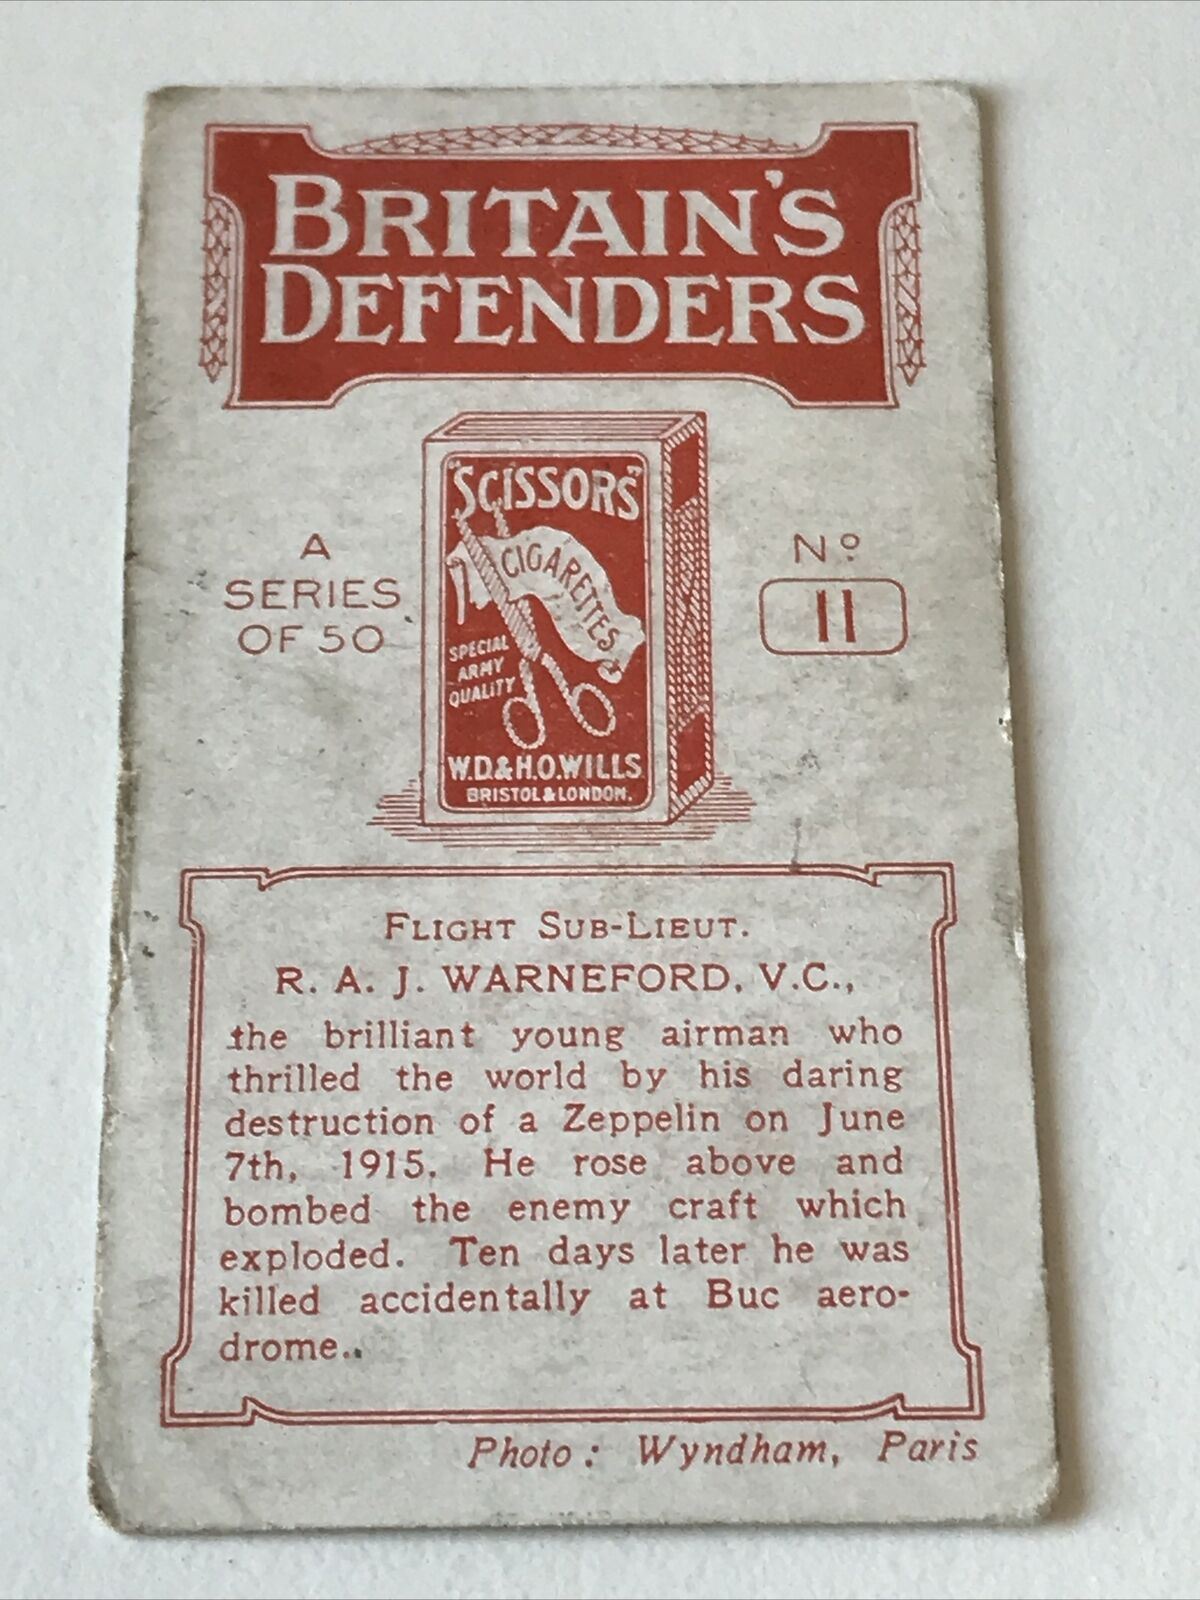 BRITAIN'S
DEFENDERS
A
SERIES
OF 50
"SCISSORS"
CIGARETTES
SPECIAL
ARMY
QUALITY
W.D.& H.O.WILLS
BRISTOL & LONDON.
Nº
11
FLIGHT SUB-LIEUT.
R. A. J. WARNEFORD, V.C.,
the brilliant young airman who
thrilled the world by his daring
destruction of a Zeppelin on June
7th, 1915. He rose above and
bombed the enemy craft which
exploded. Ten days later he was
killed accidentally at Buc aero-
drome.
Photo: Wyndham, Paris